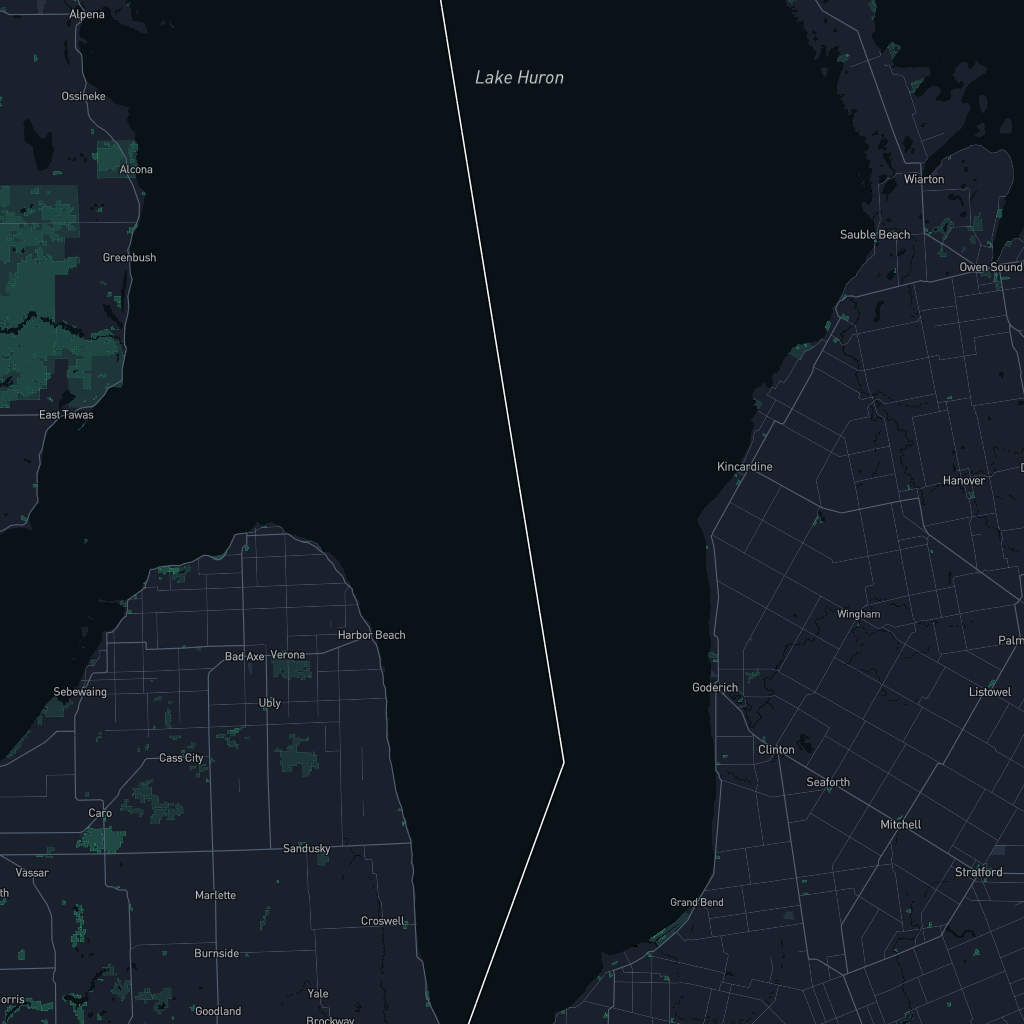 Alpena
Lake Huron
Ossineke
Alcona
Wiarton
Sauble Beach
Greenbush
Owen Sound
East Tawas
Kincardine
Hanover
Wingham
Harbor Beach
Palm
Bad Axe
Verona
Goderich
Sebewaing
Listowel
Ubly
Clinton
Cass City
Seaforth
Caro
Mitchell
Sandusky
Vassar
Stratford
th
Marlette
Grand Bend
Croswell
Burnside
Yale
orris
Goodland
Brockway